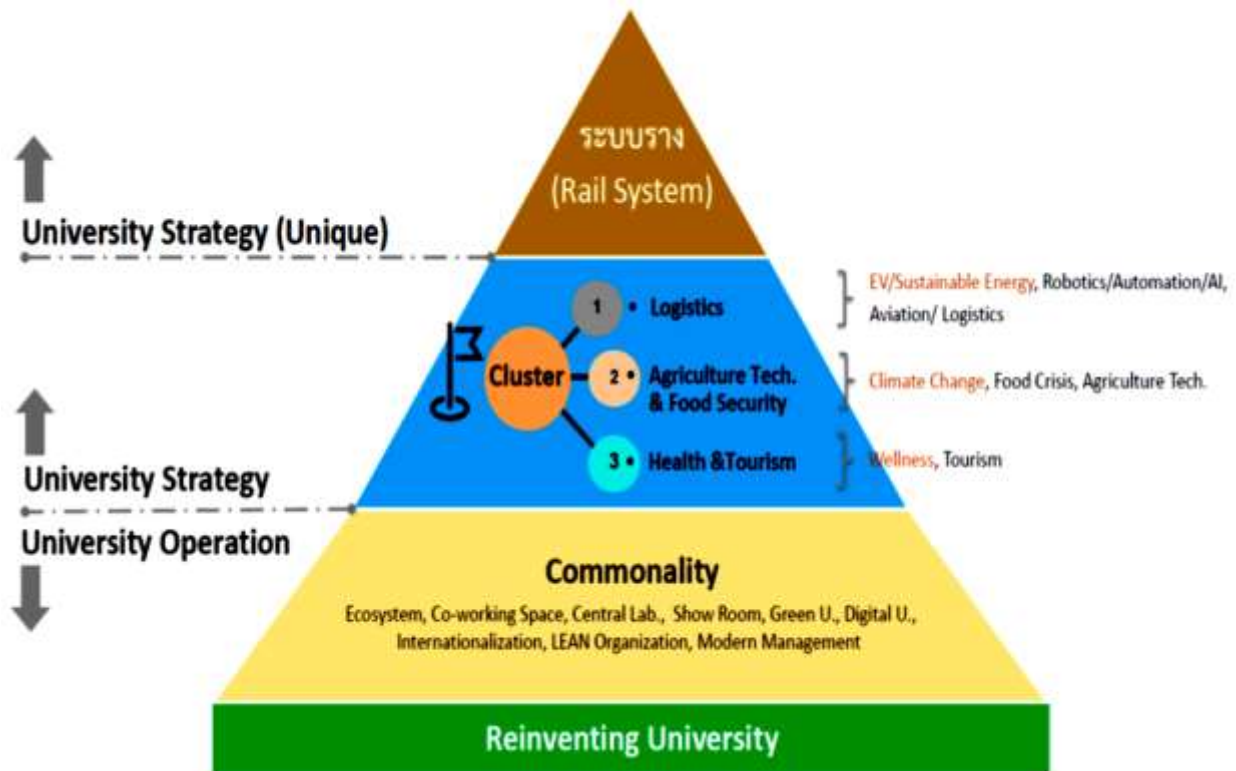 ระบบราง
(Rail System)
University Strategy (Unique)
1 • Logistics
EV/Sustainable Energy, Robotics/Automation/AI,
Aviation/ Logistics
Cluster
2 • Agriculture Tech.
& Food Security
Climate Change, Food Crisis, Agriculture Tech.
3 • Health &Tourism
Wellness, Tourism
University Strategy
University Operation
Commonality
Ecosystem, Co-working Space, Central Lab., Show Room, Green U., Digital U.,
Internationalization, LEAN Organization, Modern Management
Reinventing University